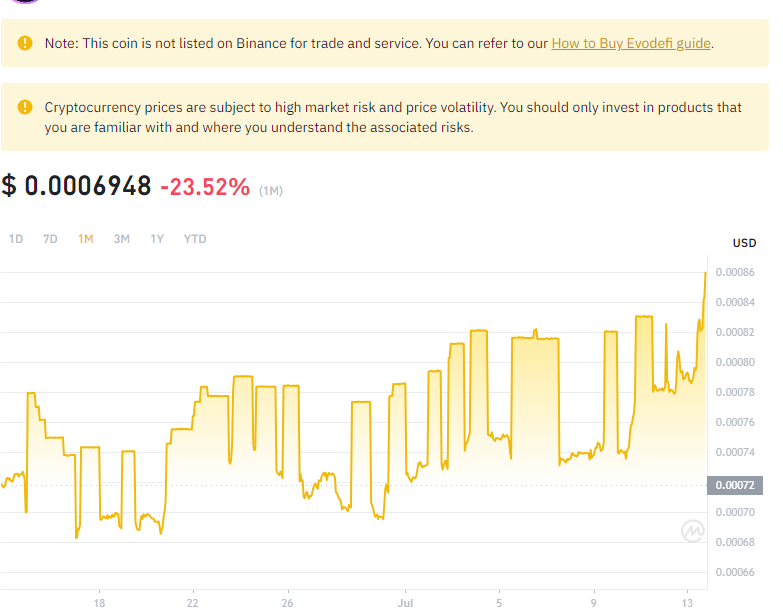 Note: This coin is not listed on Binance for trade and service. You can refer to our How to Buy Evodefi guide.
Cryptocurrency prices are subject to high market risk and price volatility. You should only invest in products that
you are familiar with and where you understand the associated risks.
$ 0.0006948 -23.52% (1M)
1D 7D 1M 3M 1Y YTD
USD
0.00086
0.00084
0.00082
0.00080
0.00078
0.00076
0.00074
0.00072
0.00070
0.00068
0.00066
18 22 26 Jul 5 9 13